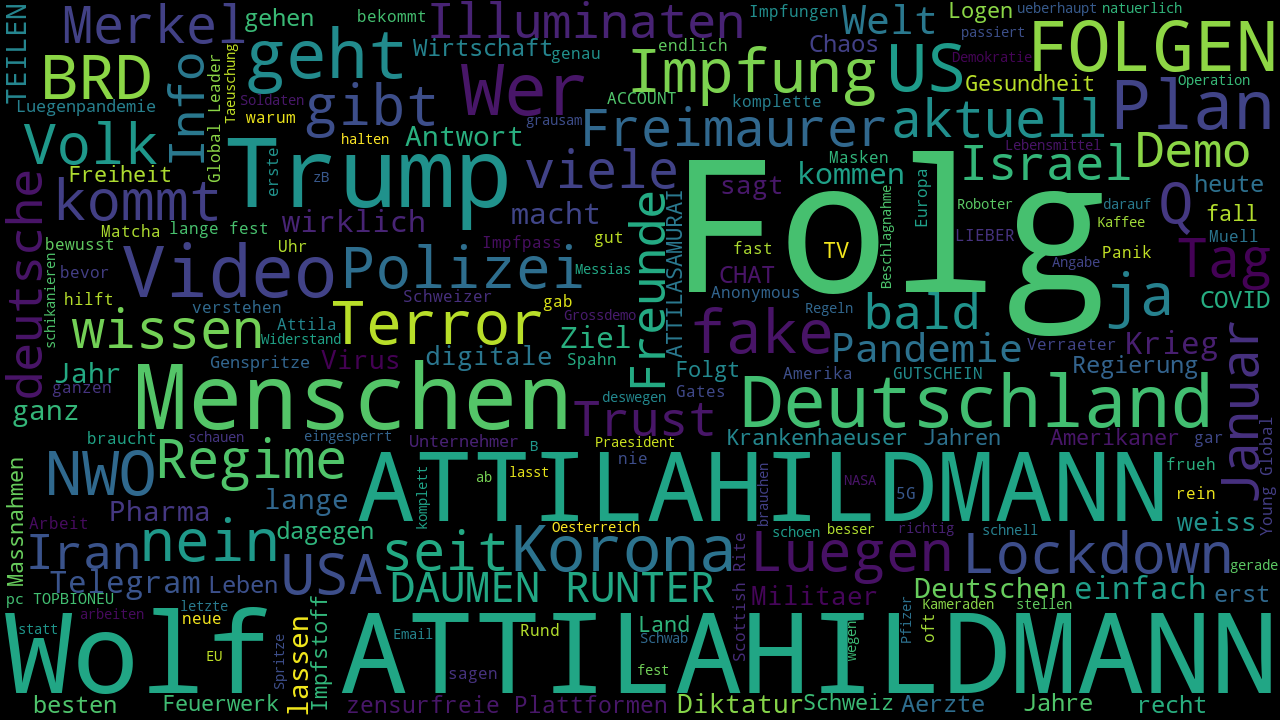 TEILEN
Merkel
gehen
bekommt
Illuminaten
Impfungen
Welt
Logen
ueberhaupt
natuerlich
BRD
Info
geht
Wirtschaft
genau
endlich
Chaos
passiert
FOLGEN
Luegenpandemie
Global Leader
Taeuschung
Wer
Impfung
US
Demokratie
Gesundheit
Operation
Soldaten
warum
gibt
ACCOUNT
komplette
Plan
Volk
halten
Antwort
grausam
Freimaurer
aktuell
Lebensmittel
Demo
Freiheit
erste
Trump
zB
viele
Masken
kommen
Israel
heute
deutsche
kommt
Matcha
lange fest
wirklich
macht
Freunde
ATTILASAMURAI
sagt
Folg
Beschlagnahme
Europa
Roboter
darauf
Q
Kaffee
fall
bewusst
Uhr
Impfpass
gut
fast
TV
LIEBER
Panik
Muell
Tag
schikanieren
bevor
Video
Polizei
Messias
CHAT
Angabe
hilft
verstehen
Schweizer
gab
Anonymous
Regeln
bald
ja
COVID
wissen
Attila
Widerstand
Terror
Grossdemo
Ziel
fake
Pandemie
Verraeter
Krieg
Januar
Jahr
ganzen
Genspritze
Virus
digitale
Spahn
Folgt
Amerika
GUTSCHEIN
Regierung
ganz
Menschen
deswegen
Gates
Trust
Deutschland
braucht
schauen
eingesperrt
Unternehmer
B
Praesident
Krankenhaeuser
Jahren
Amerikaner
gar
Young Global
Massnahmen
NWO
Regime
ATTILAHILDMANN
komplett
ab
lasst
nie
brauchen
NASA
5G
frueh
rein
lange
Pharma
Arbeit
dagegen
Oesterreich
schoen
besser
richtig
schnell
weiss
Iran
nein
seit
Korona
Luegen
Lockdown
gerade
Telegram
Leben
USA
DAUMEN RUNTER
Scottish Rite
Militaer
Deutschen
einfach
erst
pc
TOPBIONEU
arbeiten
letzte
neue
lassen
Impfstoff
Pfizer
Kameraden
stellen
oft
Wolf
statt
EU
Spritze
ATTILAHILDMANN
Email
Rund
Land
Schwab
wegen
sagen
fest
besten
Feuerwerk
zensurfreie
Plattformen
Diktatur
Schweiz
Aerzte
Jahre
recht